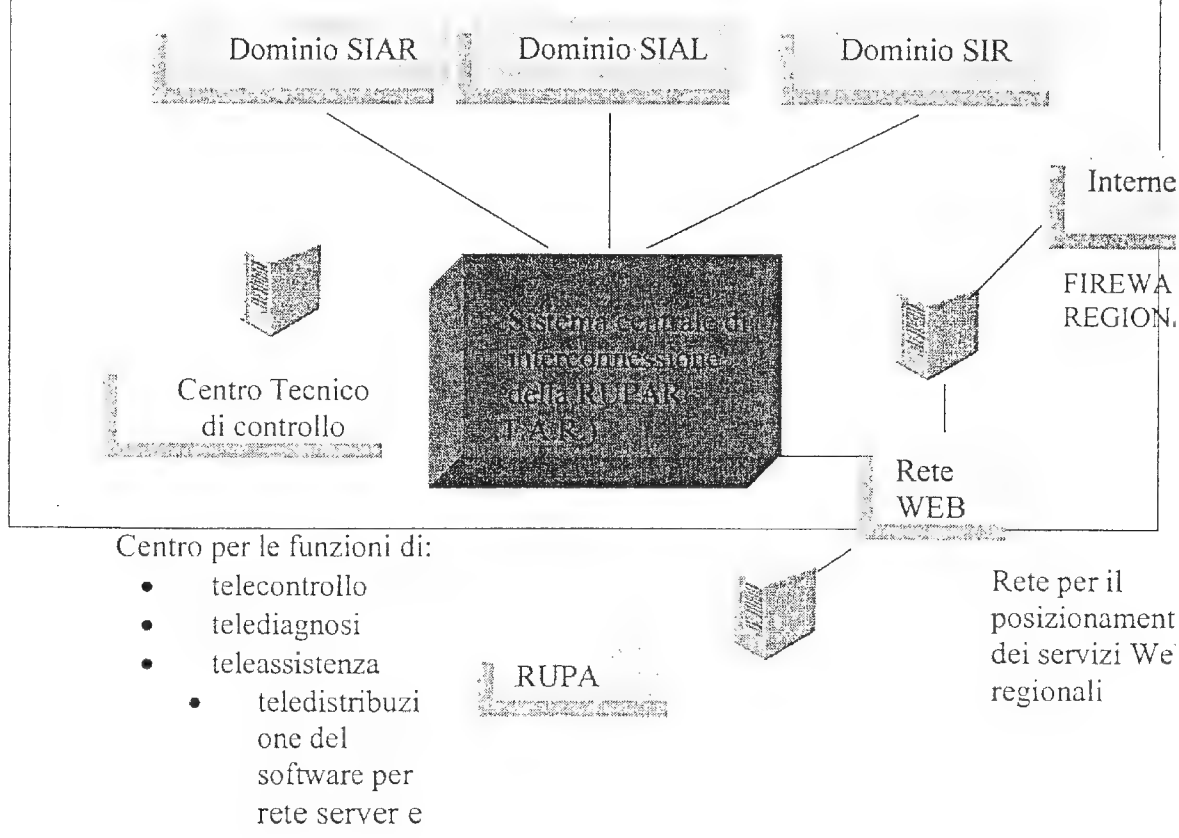 Dominio SIAR
Dominio SIAL
Dominio SIR
Interne
FIREWA
REGION
Sistema centrale di
interconnessione
della RUPAR
T.A.R.)
Centro Tecnico
di controllo
Rete
WEB
Centro per le funzioni di:
• telecontrollo
• telediagnosi
• teleassistenza
• teledistribuzi
one del
software per
rete server e
RUPA
Rete per il
posizionament
dei servizi We
regionali